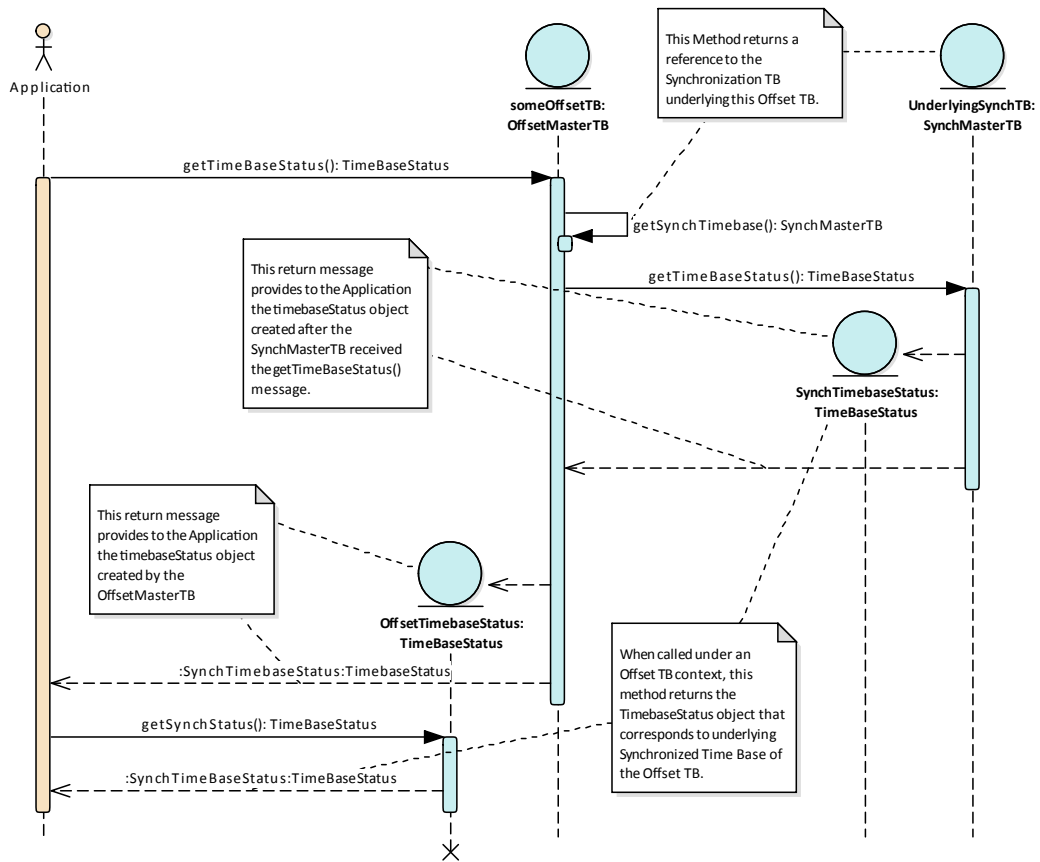 Application
someOffsetTB:
OffsetMasterTB
This Method returns a
reference to the
Synchronization TB
underlying this Offset TB.
UnderlyingSynchTB:
SynchMasterTB
getTimeBaseStatus(): TimeBaseStatus
getSynchTimebase(): SynchMasterTB
This return message
provides to the Application
the timebaseStatus object
created after the
SynchMasterTB received
the getTimeBaseStatus()
message.
getTimeBaseStatus(): TimeBaseStatus
SynchTimebaseStatus:
TimeBaseStatus
This return message
provides to the Application
the timebaseStatus object
created by the
OffsetMasterTB
OffsetTimebaseStatus:
TimeBaseStatus
When called under an
Offset TB context, this
method returns the
TimebaseStatus object that
corresponds to underlying
Synchronized Time Base of
the Offset TB.
:SynchTimebaseStatus:TimebaseStatus
getSynchStatus(): TimeBaseStatus
:SynchTimeBaseStatus:TimeBaseStatus